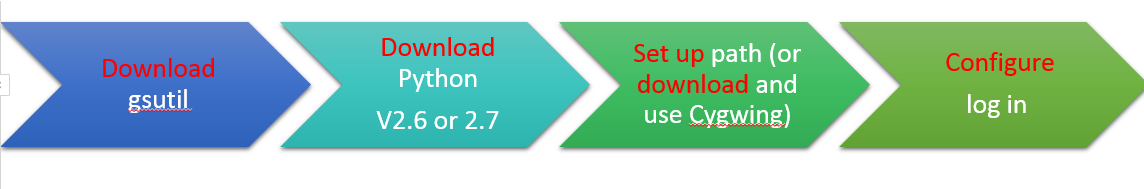 Download
gsutil
Download
Python
V2.6 or 2.7
Set up path (or
download and
use Cygwing)
Configure
log in